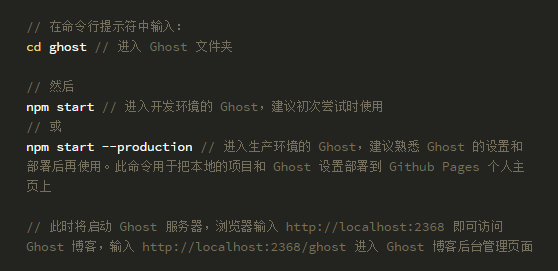 // 在命令行提示符中输入:
cd ghost // 进入 Ghost 文件夹
// 然后
npm start // 进入开发环境的 Ghost，建议初次尝试时使用
// 或
npm start --production // 进入生产环境的 Ghost，建议熟悉 Ghost 的设置和
部署后再使用。此命令用于把本地的项目和 Ghost 设置部署到 Github Pages 个人主
页上
// 此时将启动 Ghost 服务器，浏览器输入 http://localhost:2368 即可访问
Ghost 博客，输入 http://localhost:2368/ghost 进入 Ghost 博客后台管理页面